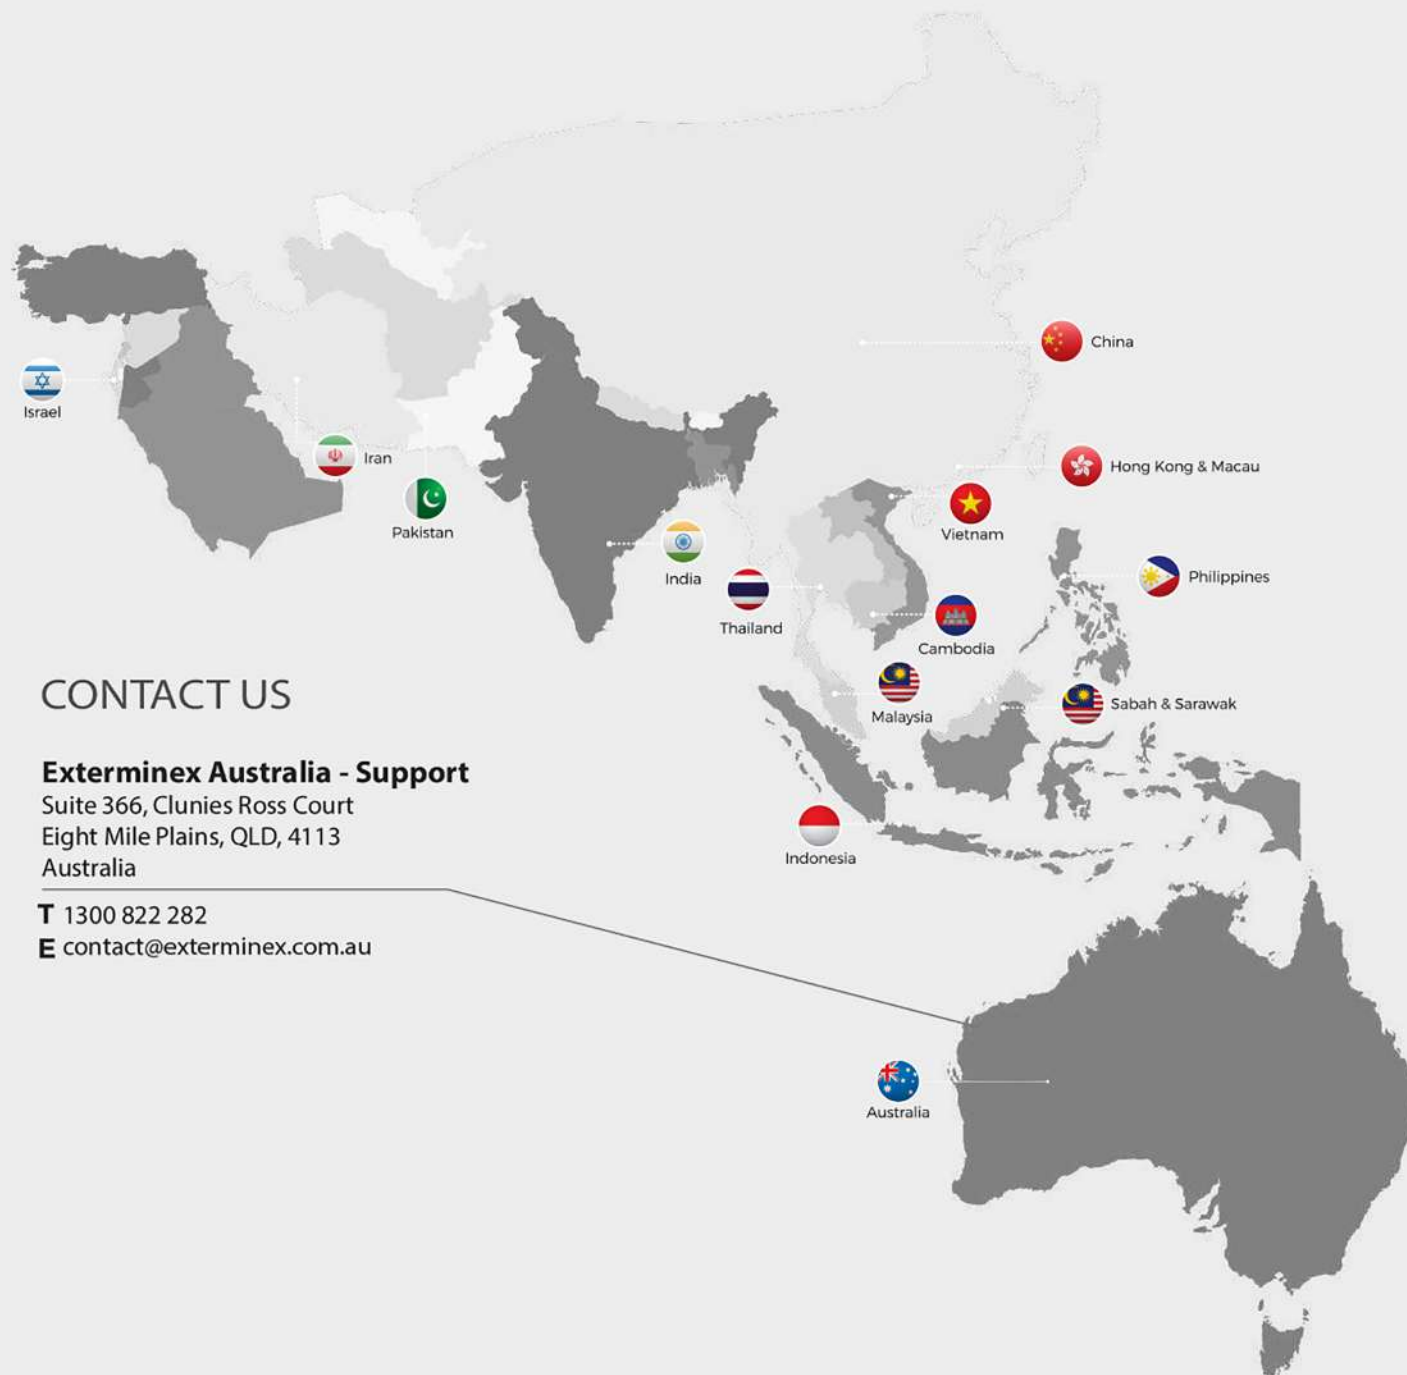 China
Israel
Iran
Hong Kong & Macau
Pakistan
Vietnam
India
Philippines
Thailand
Cambodia
Malaysia
Sabah & Sarawak
Indonesia
CONTACT US
Exterminex Australia - Support
Suite 366, Clunies Ross Court
Eight Mile Plains, QLD, 4113
Australia
T 1300 822 282
E contact@exterminex.com.au
Australia